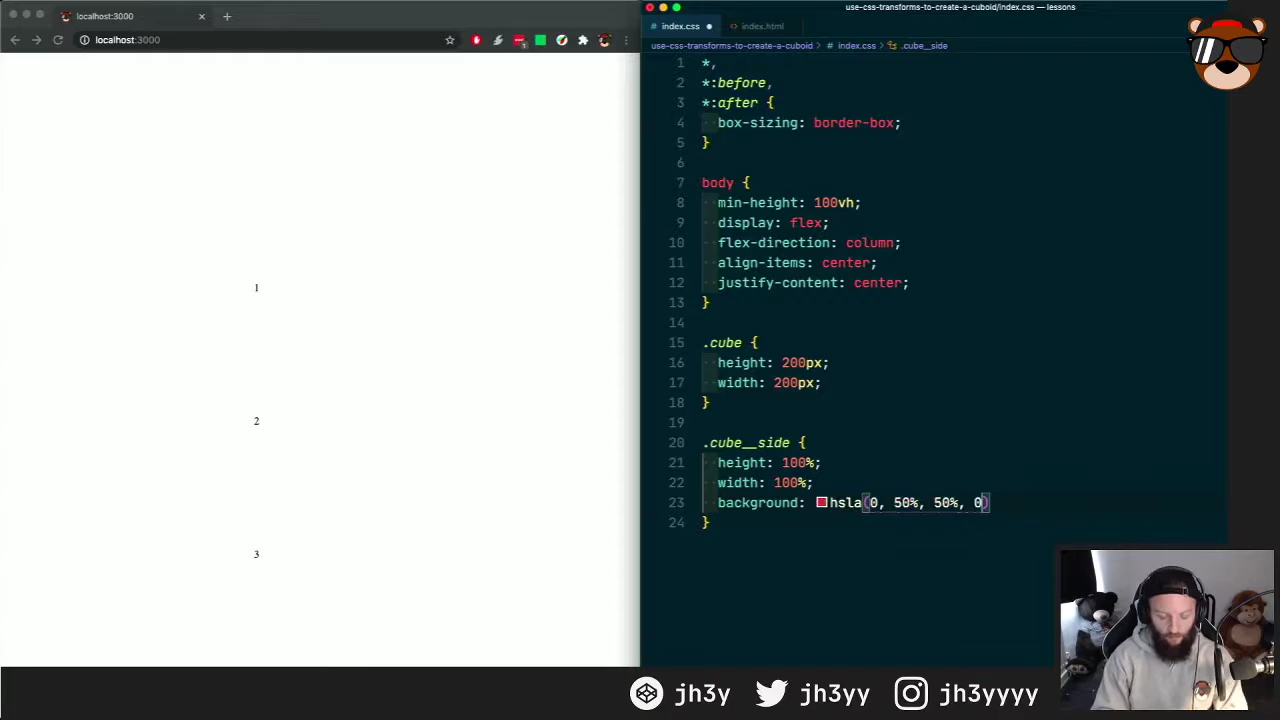 localhost:3000
localhost:3000
1
2
3
use-css-transforms-to-create-a-cuboid/index.css — lessons
index.css
index.html
use-css-transforms-to-create-a-cuboid > index.css > .cube__side
1 *,
2 *:before,
3 *:after {
4 box-sizing: border-box;
5 }
6
7 body {
8 min-height: 100vh;
9 display: flex;
10 flex-direction: column;
11 align-items: center;
12 justify-content: center;
13 }
14
15 .cube {
16 height: 200px;
17 width: 200px;
18 }
19
20 .cube__side {
21 height: 100%;
22 width: 100%;
23 background: hsla(0, 50%, 50%, 0)
24 }
jh3y
jh3yy
jh3yyyy